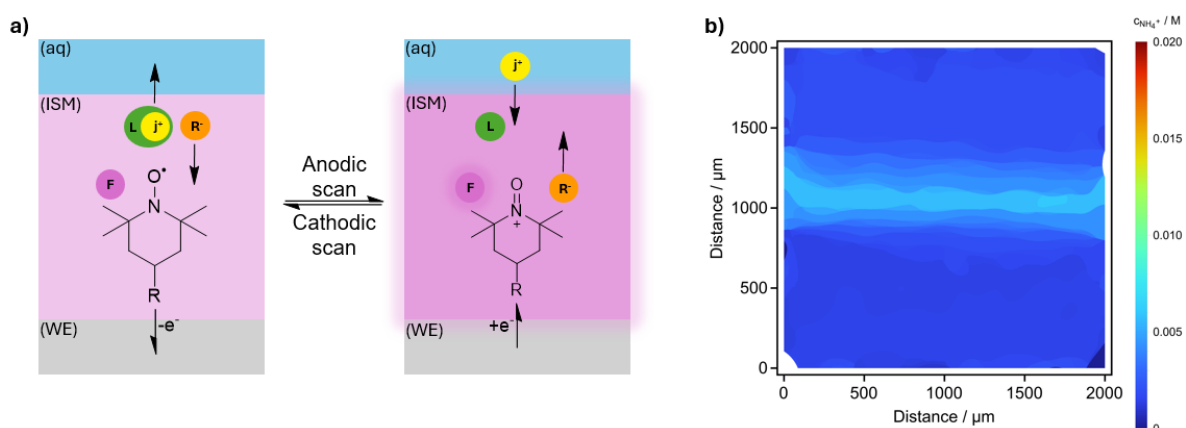 a)
(aq)
(ISM)
L
j⁺
R⁻
F
O•
N
R
(WE)
-e⁻
Anodic
scan
Cathodic
scan
(aq)
j⁺
(ISM)
L
F
O
N
+
R⁻
R
(WE)
+e⁻
b)
c_NH₄⁺ / M
2000
1500
1000
500
0
Distance / µm
0
500
1000
1500
2000
Distance / µm
0.020
0.015
0.010
0.005
0